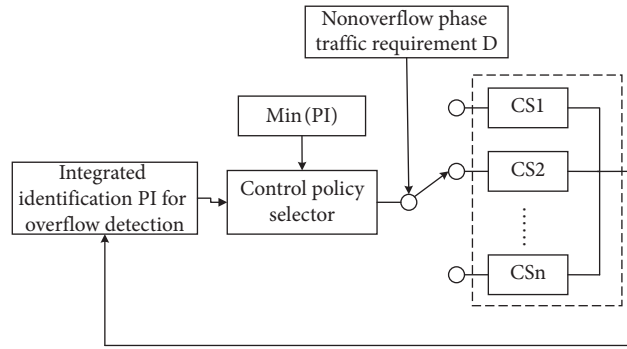 Nonoverflow phase
traffic requirement D
Min (PI)
Integrated
identification PI for
overflow detection
Control policy
selector
CS1
CS2
CSn